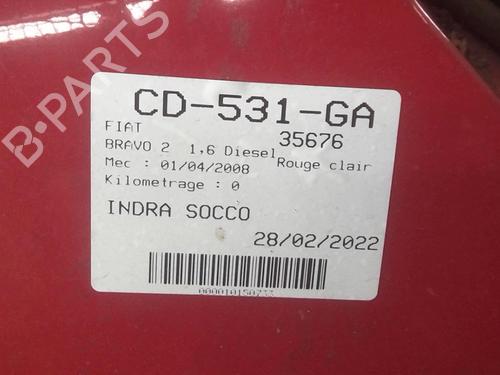 CD-531-GA
FIAT 35676
BRAVO 2 1,6 Diesel Rouge clair
Mec : 01/04/2008
Kilometrage : 0
INDRA SOCCO
28/02/2022
000010150733
B-PARTS